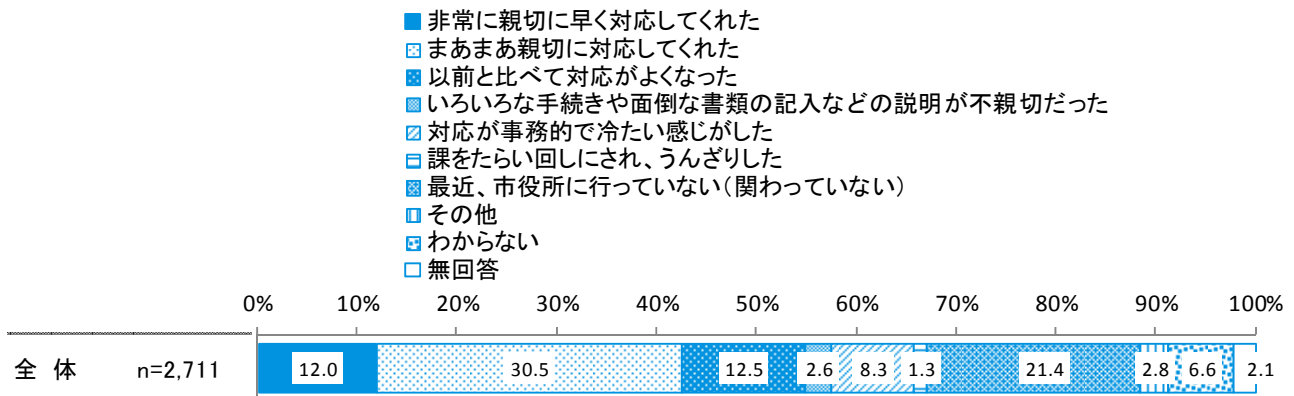 非常に親切に早く対応してくれた
まあまあ親切に対応してくれた
以前と比べて対応がよくなった
いろいろな手続きや面倒な書類の記入などの説明が不親切だった
対応が事務的で冷たい感じがした
課をたらい回しにされ、うんざりした
最近、市役所に行っていない（関わっていない）
その他
わからない
無回答
0% 10% 20% 30% 40% 50% 60% 70% 80% 90% 100%
全 体 n=2,711 12.0 30.5 12.5 2.6 8.3 1.3 21.4 2.8 6.6 2.1